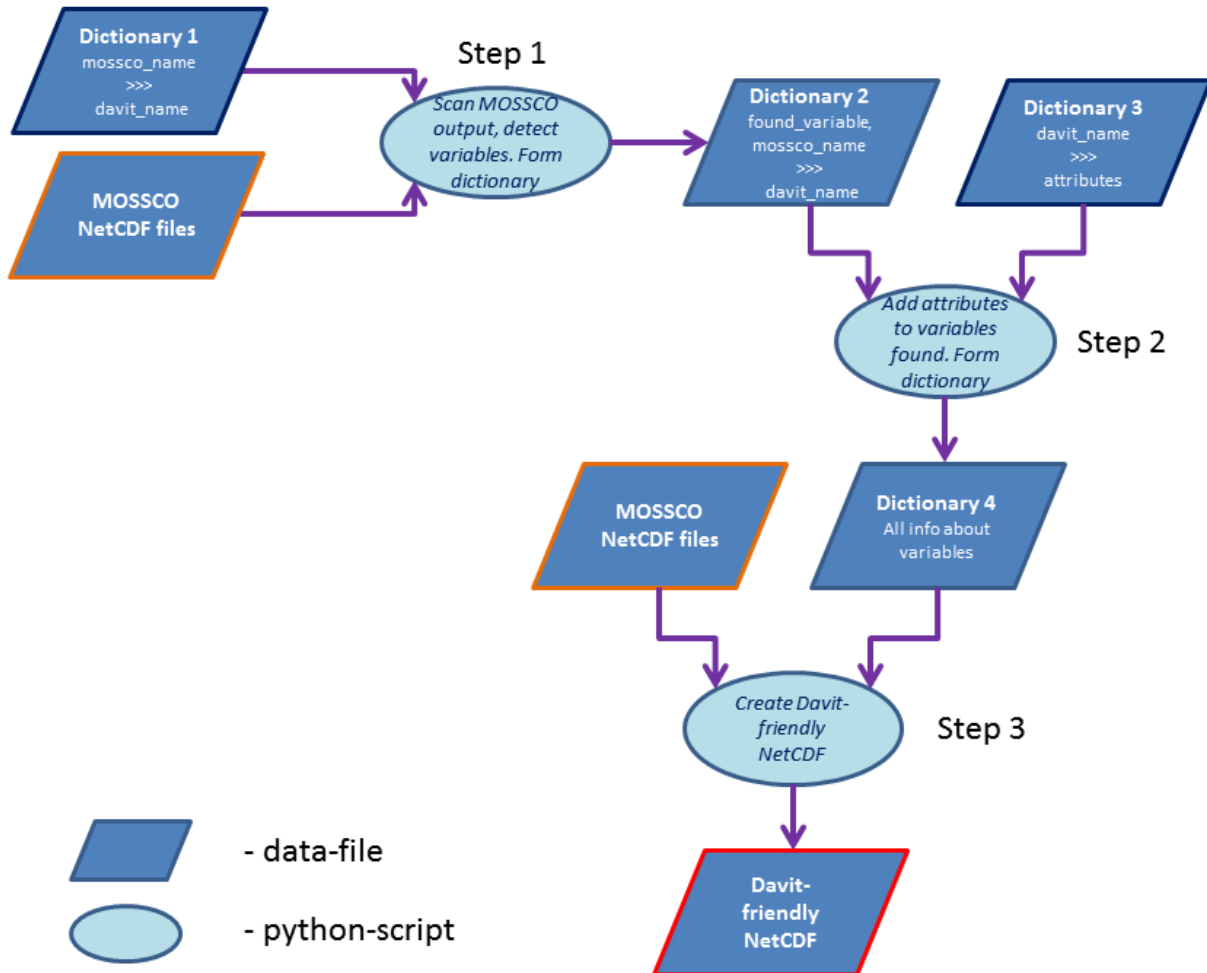 Dictionary 1
mossco_name
>>>
davit_name
MOSSCO
NetCDF files
Step 1
Scan MOSSCO
output, detect
variables. Form
dictionary
Dictionary 2
found_variable,
mossco_name
>>>
davit_name
Dictionary 3
davit_name
>>>
attributes
Add attributes
to variables
found. Form
dictionary
Step 2
MOSSCO
NetCDF files
Dictionary 4
All info about
variables
Create Davit-
friendly
NetCDF
Step 3
Davit-
friendly
NetCDF
- data-file
- python-script